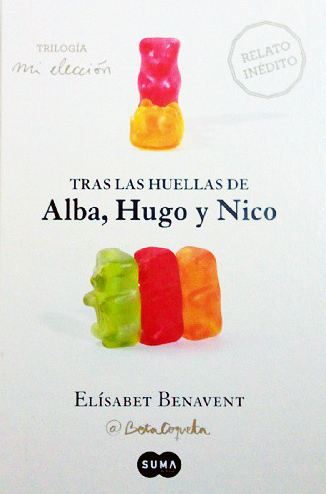 TRILOGÍA
mi elección
RELATO
INÉDITO
TRAS LAS HUELLAS DE
Alba, Hugo y Nico
ELÍSABET BENAVENT
@BetaCoqueta
SUMA